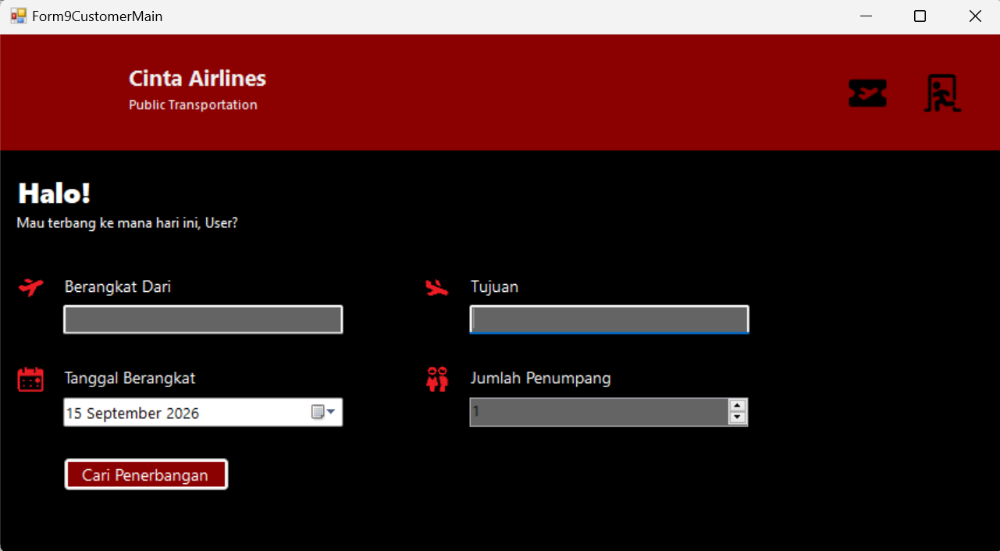 Form9CustomerMain
Cinta Airlines
Public Transportation
Halo!
Mau terbang ke mana hari ini, User?
Berangkat Dari
Tujuan
Tanggal Berangkat
Jumlah Penumpang
15 September 2026
1
Cari Penerbangan